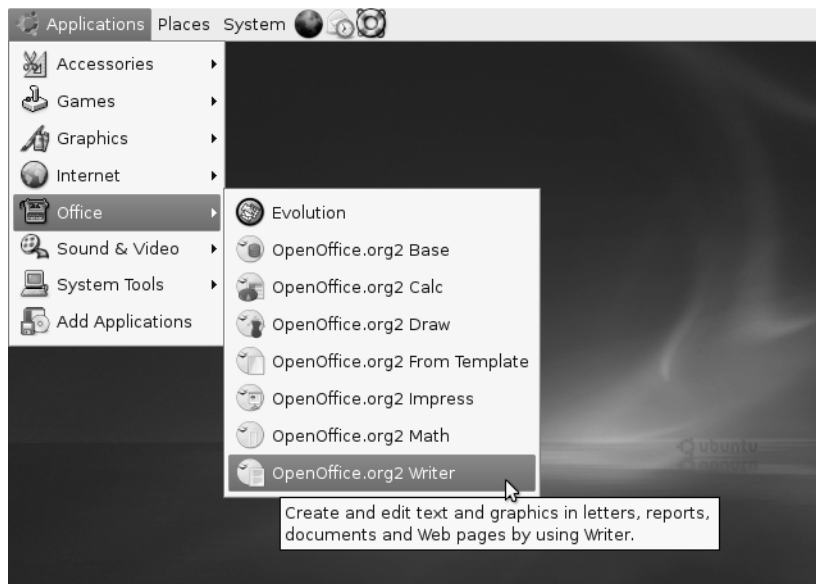 Applications Places System
Accessories
Games
Graphics
Internet
Office
Sound & Video
System Tools
Add Applications
Evolution
OpenOffice.org2 Base
OpenOffice.org2 Calc
OpenOffice.org2 Draw
OpenOffice.org2 From Template
OpenOffice.org2 Impress
OpenOffice.org2 Math
OpenOffice.org2 Writer
Create and edit text and graphics in letters, reports,
documents and Web pages by using Writer.
ubuntu